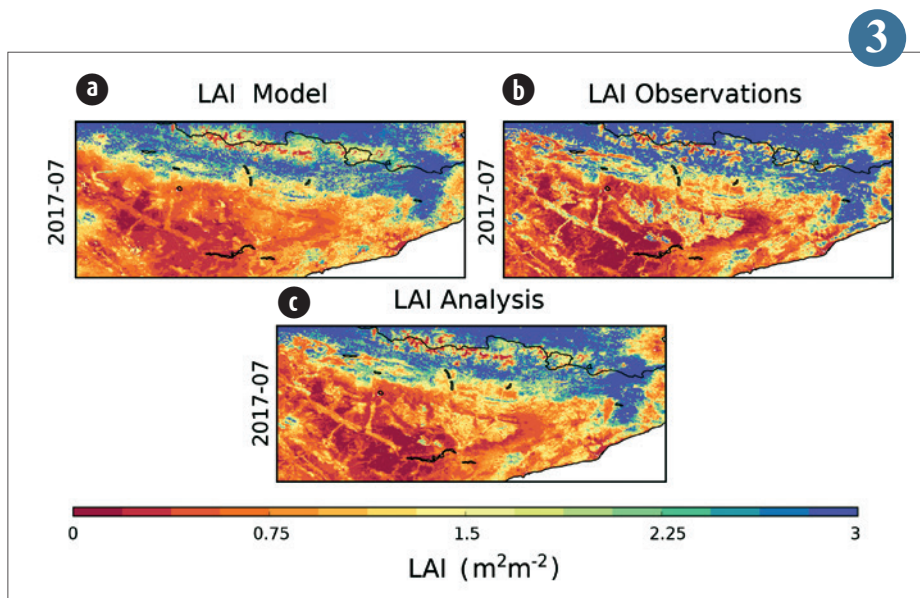 3
a
LAI Model
b
LAI Observations
2017-07
2017-07
c
LAI Analysis
2017-07
0 0.75 1.5 2.25 3
LAI (m²m⁻²)